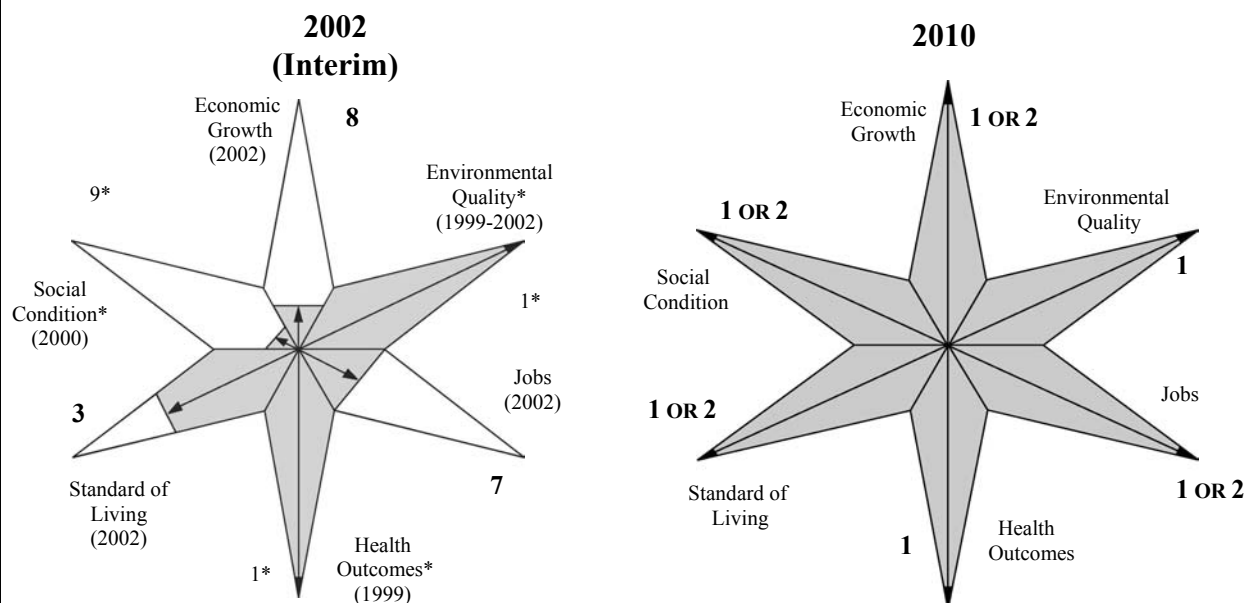 2002
(Interim)
Economic
Growth
(2002)
8
Environmental
Quality*
(1999-2002)
9*
1*
Social
Condition*
(2000)
Jobs
(2002)
3
7
Standard of
Living
(2002)
1*
Health
Outcomes*
(1999)
2010
Economic
Growth
1 OR 2
Environmental
Quality
1 OR 2
1
Social
Condition
Jobs
1 OR 2
1 OR 2
Standard of
Living
1
Health
Outcomes